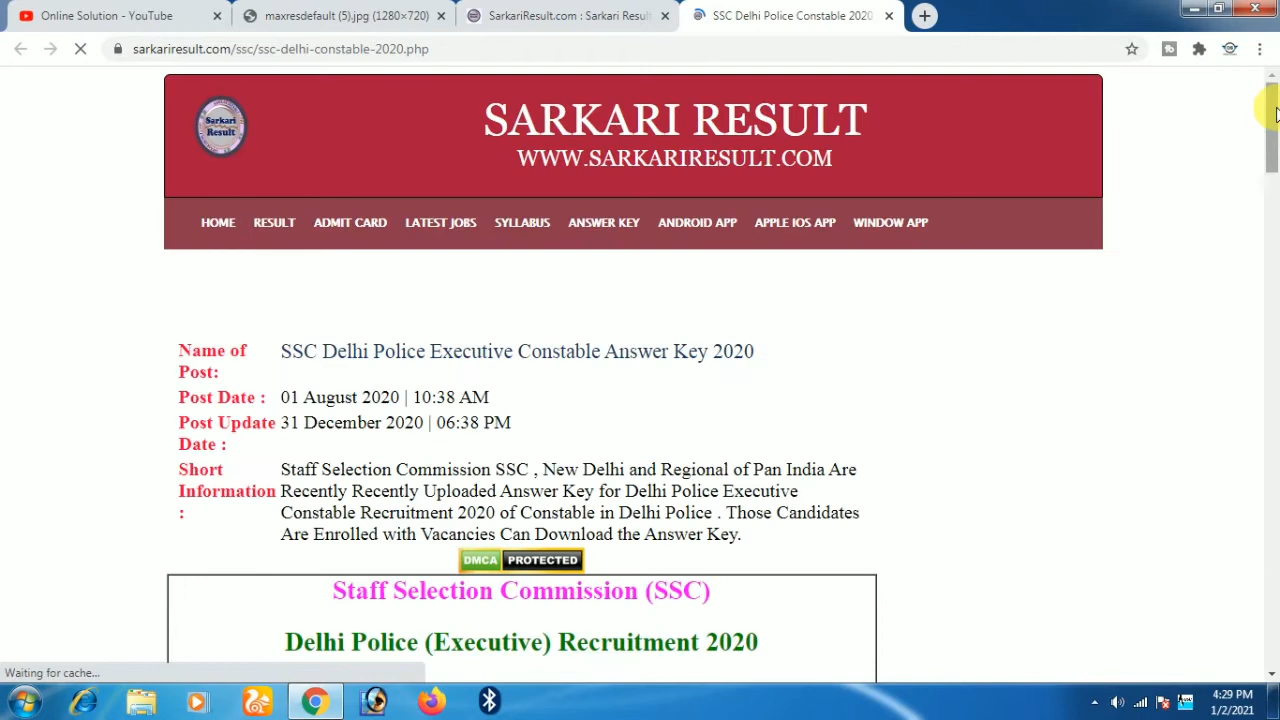 Online Solution - YouTube
maxresdefault (5).jpg (1280×720)
SarkariResult.com : Sarkari Resul
SSC Delhi Police Constable 2020
sarkariresult.com/ssc/ssc-delhi-constable-2020.php
Sarkari
Result
SARKARI RESULT
WWW.SARKARIRESULT.COM
HOME RESULT ADMIT CARD LATEST JOBS SYLLABUS ANSWER KEY ANDROID APP APPLE IOS APP WINDOW APP
Name of Post: SSC Delhi Police Executive Constable Answer Key 2020
Post Date : 01 August 2020 | 10:38 AM
Post Update Date : 31 December 2020 | 06:38 PM
Short Information : Staff Selection Commission SSC , New Delhi and Regional of Pan India Are
Recently Recently Uploaded Answer Key for Delhi Police Executive
Constable Recruitment 2020 of Constable in Delhi Police . Those Candidates
Are Enrolled with Vacancies Can Download the Answer Key.
DMCA PROTECTED
Staff Selection Commission (SSC)
Delhi Police (Executive) Recruitment 2020
Waiting for cache...
4:29 PM
1/2/2021